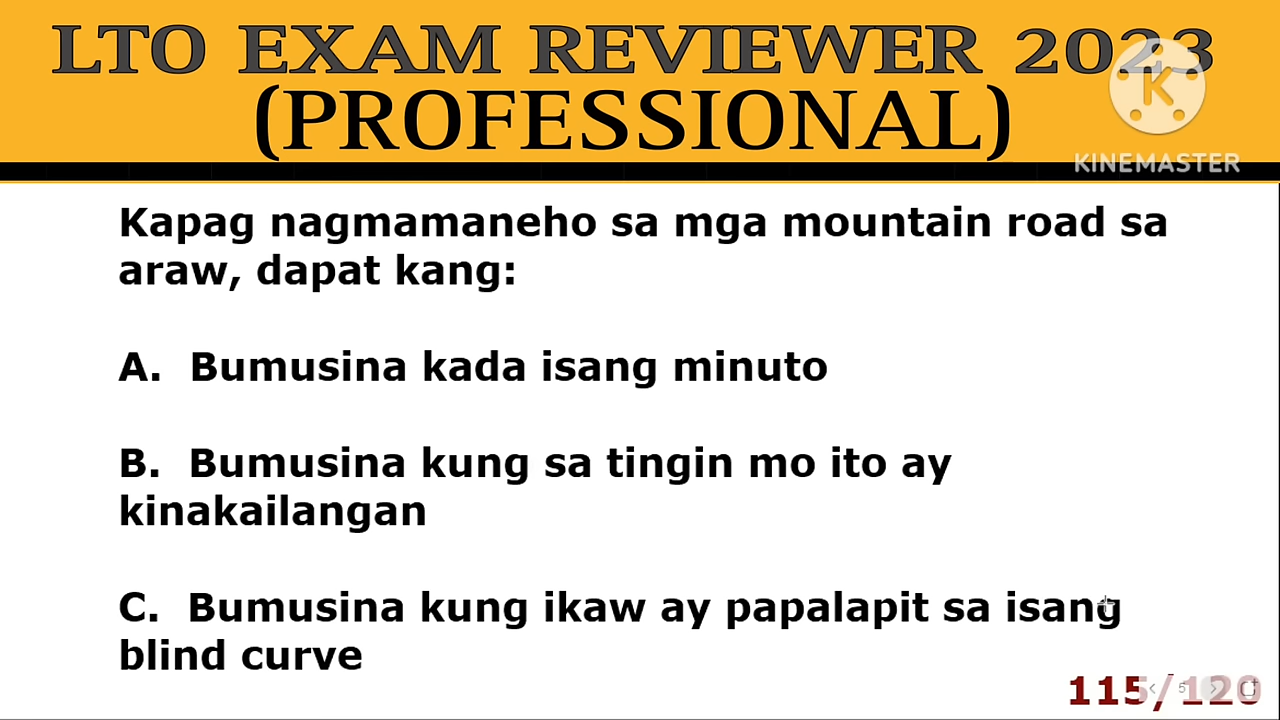 LTO EXAM REVIEWER 2023
(PROFESSIONAL)
K
KINEMASTER
Kapag nagmamaneho sa mga mountain road sa
araw, dapat kang:
A. Bumusina kada isang minuto
B. Bumusina kung sa tingin mo ito ay
kinakailangan
C. Bumusina kung ikaw ay papalapit sa isang
blind curve
115/120
5